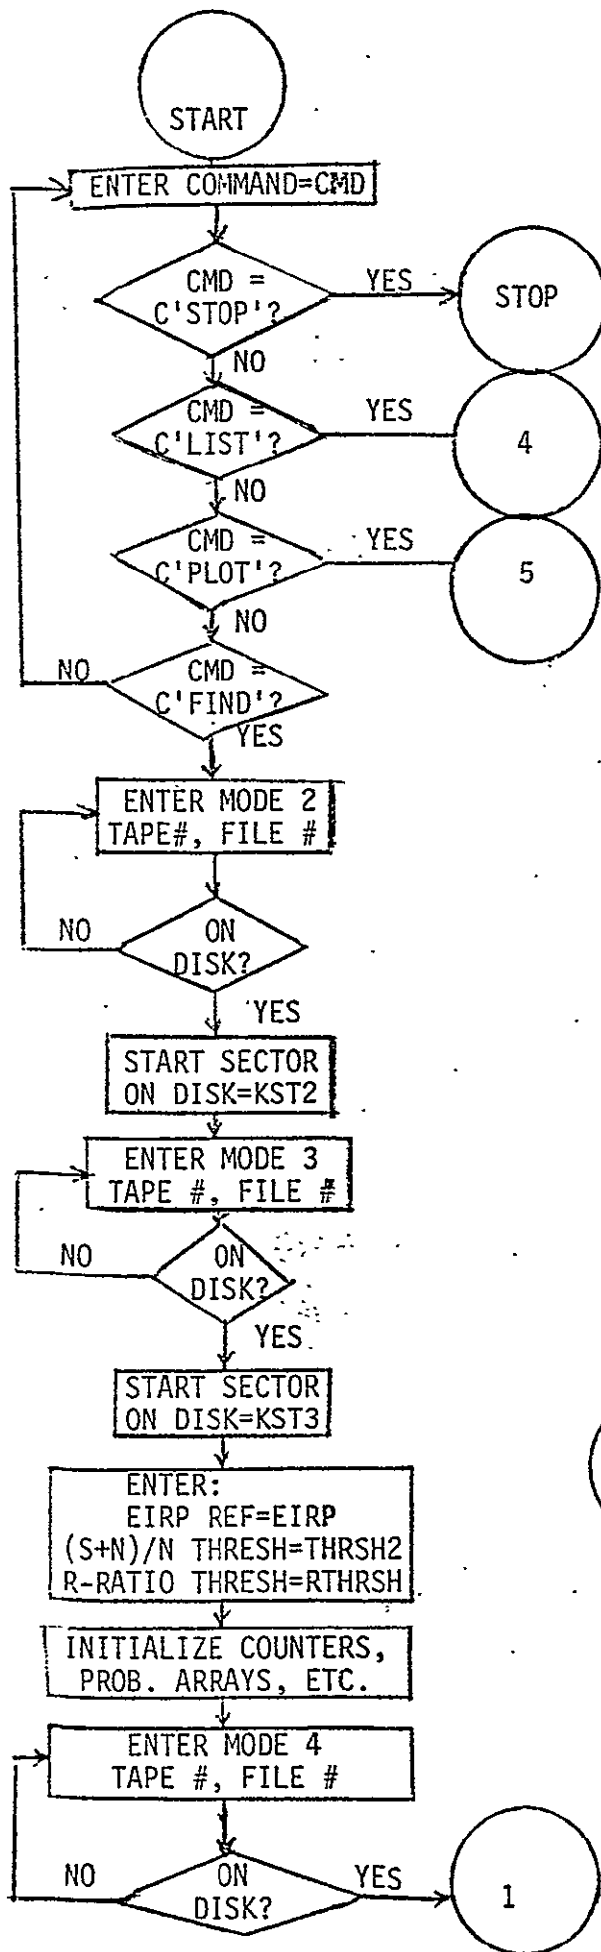 START
ENTER COMMAND=CMD
CMD =
C'STOP'?
YES
STOP
NO
CMD =
C'LIST'?
YES
4
NO
CMD =
C'PLOT'?
YES
5
NO
CMD =
C'FIND'?
NO
YES
ENTER MODE 2
TAPE#, FILE #
NO
ON
DISK?
YES
START SECTOR
ON DISK=KST2
ENTER MODE 3
TAPE #, FILE #
NO
ON
DISK?
YES
START SECTOR
ON DISK=KST3
ENTER:
EIRP REF=EIRP
(S+N)/N THRESH=THRSH2
R-RATIO THRESH=RTHRSH
INITIALIZE COUNTERS,
PROB. ARRAYS, ETC.
ENTER MODE 4
TAPE #, FILE #
NO
ON
DISK?
YES
1